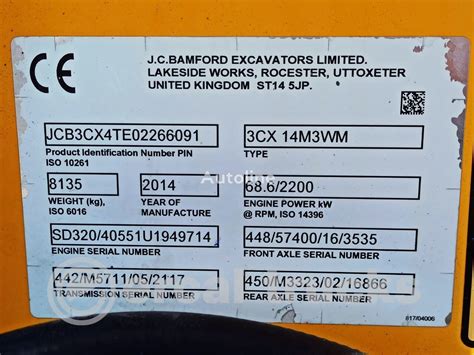 CE
J.C.BAMFORD EXCAVATORS LIMITED.
LAKESIDE WORKS, ROCESTER, UTTOXETER
UNITED KINGDOM ST14 5JP.
JCB3CX4TE02266091 3CX 14M3WM
Product Identification Number PIN TYPE
ISO 10261
8135 2014 68.6/2200
WEIGHT (kg), YEAR OF ENGINE POWER kW
ISO 6016 MANUFACTURE @ RPM, ISO 14396
SD320/40551U1949714 448/57400/16/3535
ENGINE SERIAL NUMBER FRONT AXLE SERIAL NUMBER
442/M5711/05/2117 450/M3323/02/16866
TRANSMISSION SERIAL NUMBER REAR AXLE SERIAL NUMBER
817/04006
Autoline